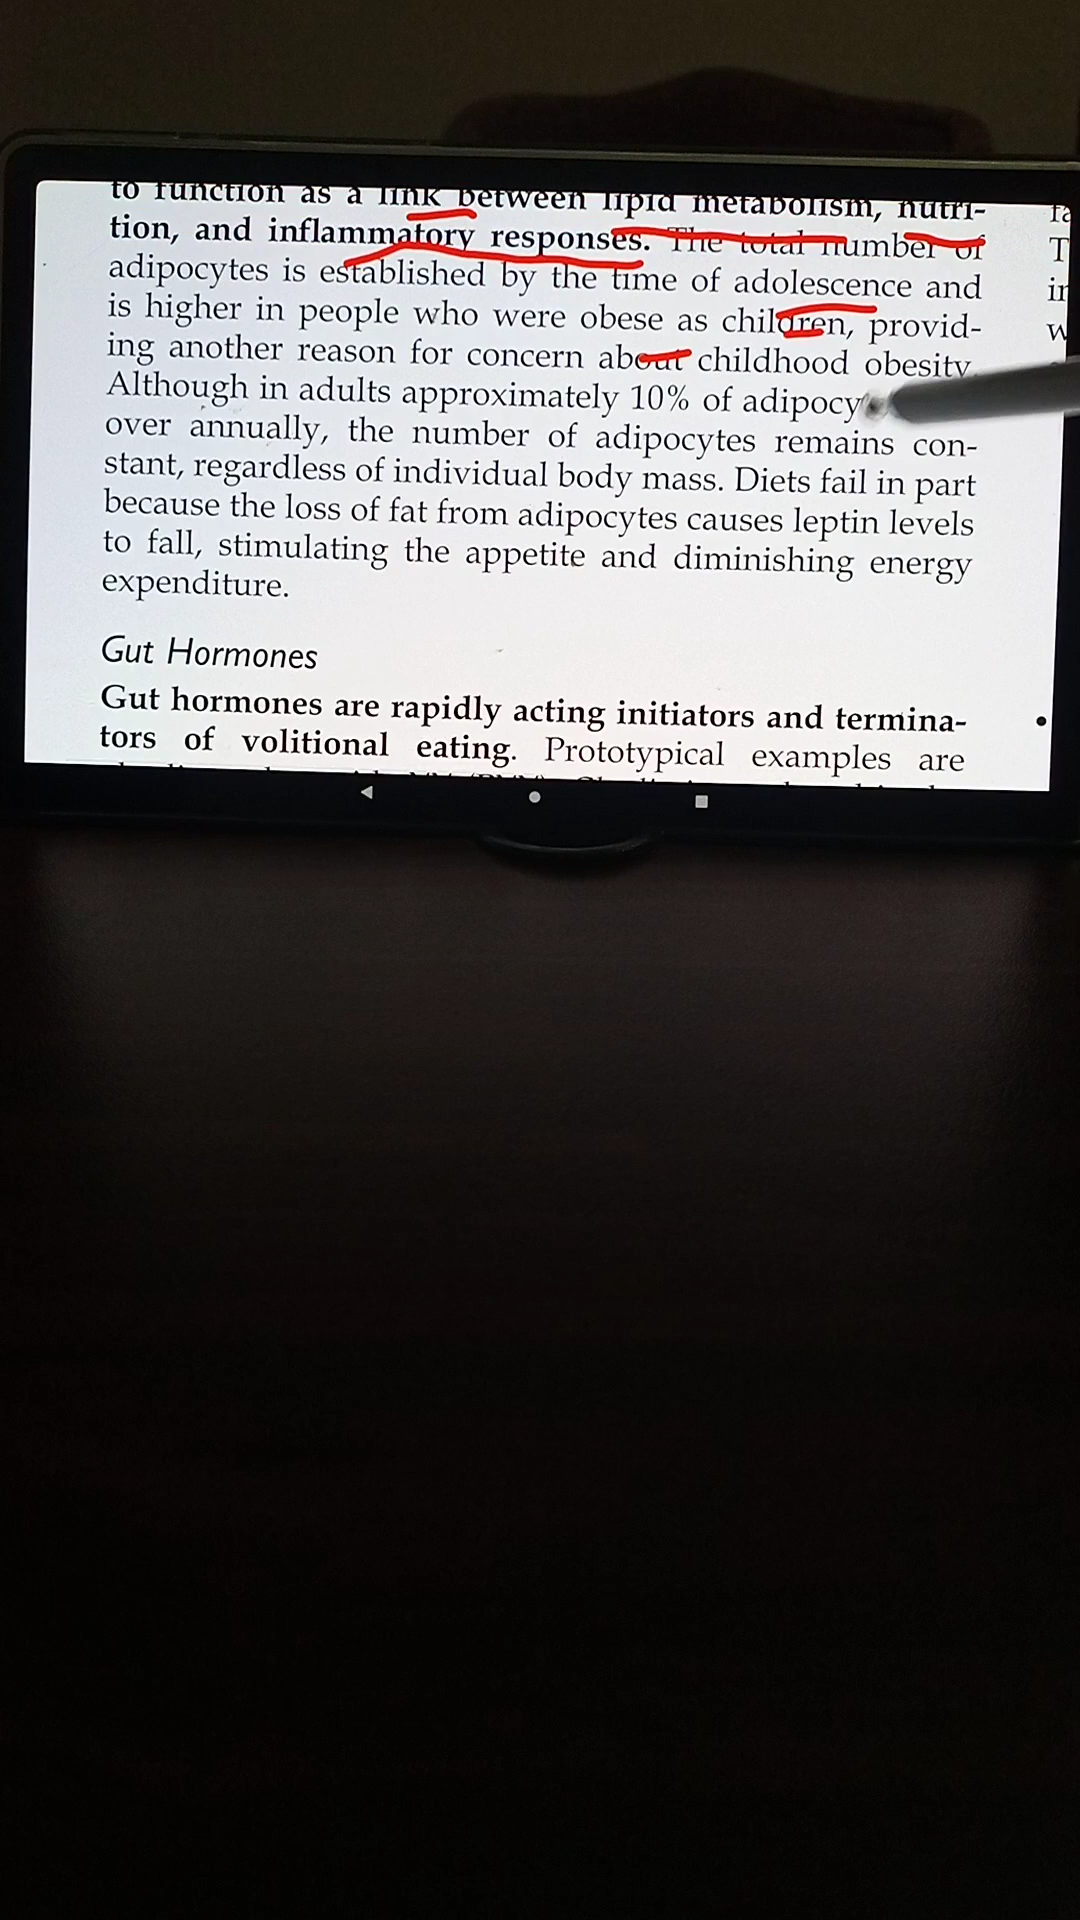 to function as a link between lipid metabolism, nutri-
tion, and inflammatory responses. The total number of
adipocytes is established by the time of adolescence and
is higher in people who were obese as children, provid-
ing another reason for concern about childhood obesity.
Although in adults approximately 10% of adipocy
over annually, the number of adipocytes remains con-
stant, regardless of individual body mass. Diets fail in part
because the loss of fat from adipocytes causes leptin levels
to fall, stimulating the appetite and diminishing energy
expenditure.
Gut Hormones
Gut hormones are rapidly acting initiators and termina-
tors of volitional eating. Prototypical examples are